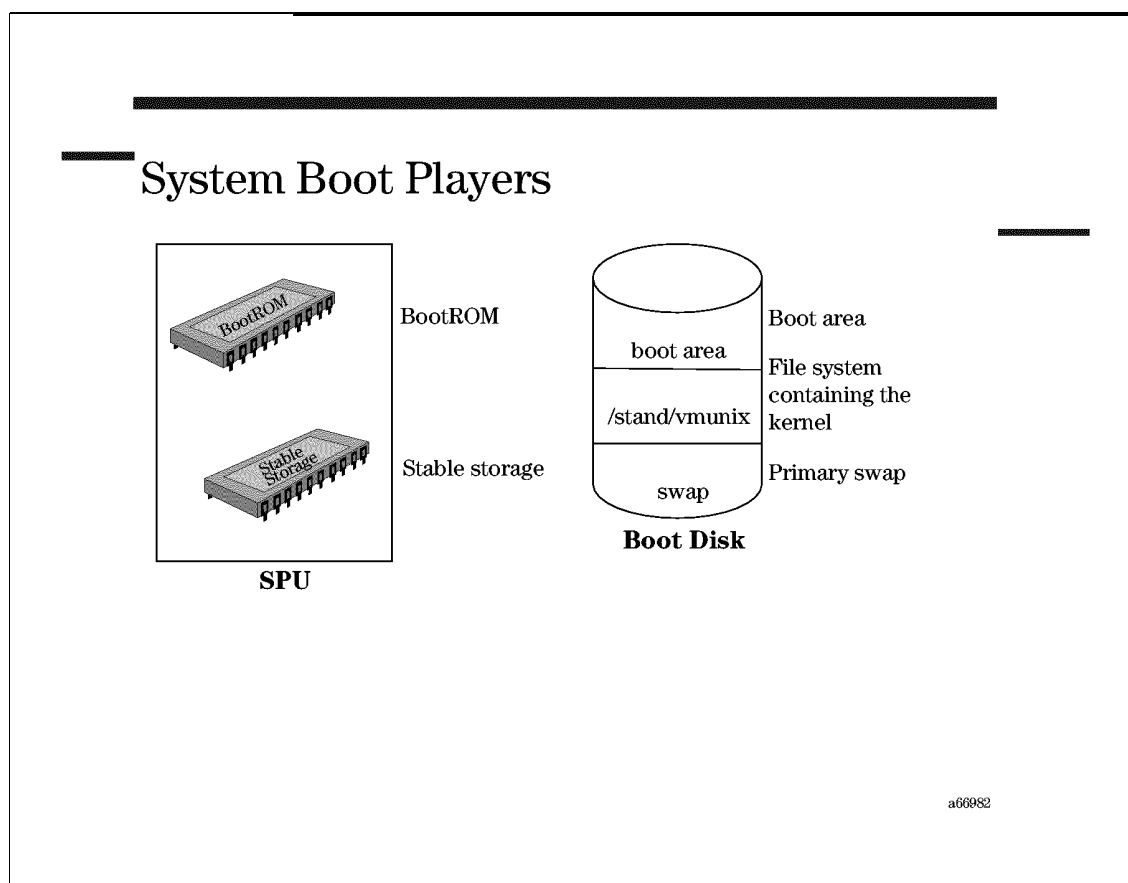 System Boot Players
BootROM
BootROM
Stable
Storage
Stable storage
SPU
boot area
/stand/vmunix
swap
Boot area
File system
containing the
kernel
Primary swap
Boot Disk
a66982